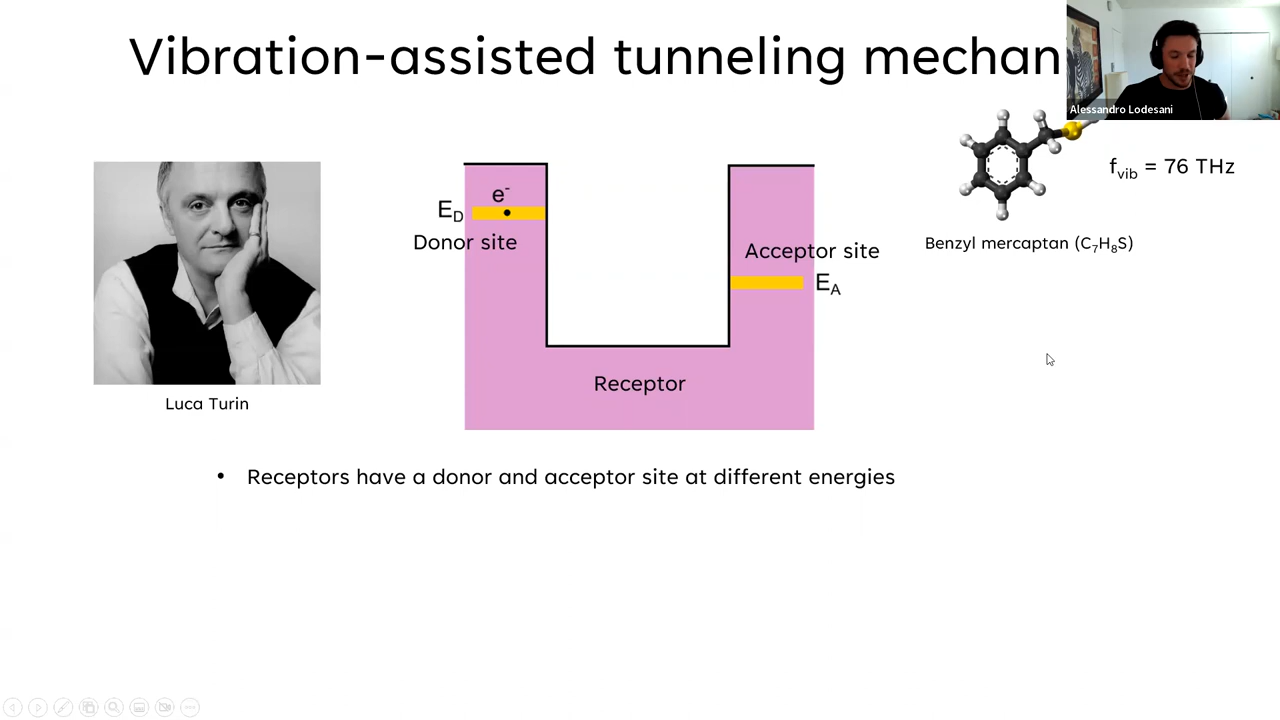 Vibration-assisted tunneling mechan
Alessandro Lodesani
f_vib = 76 THz
e⁻
E_D
Donor site
Acceptor site
E_A
Benzyl mercaptan (C₇H₈S)
Receptor
Luca Turin
• Receptors have a donor and acceptor site at different energies